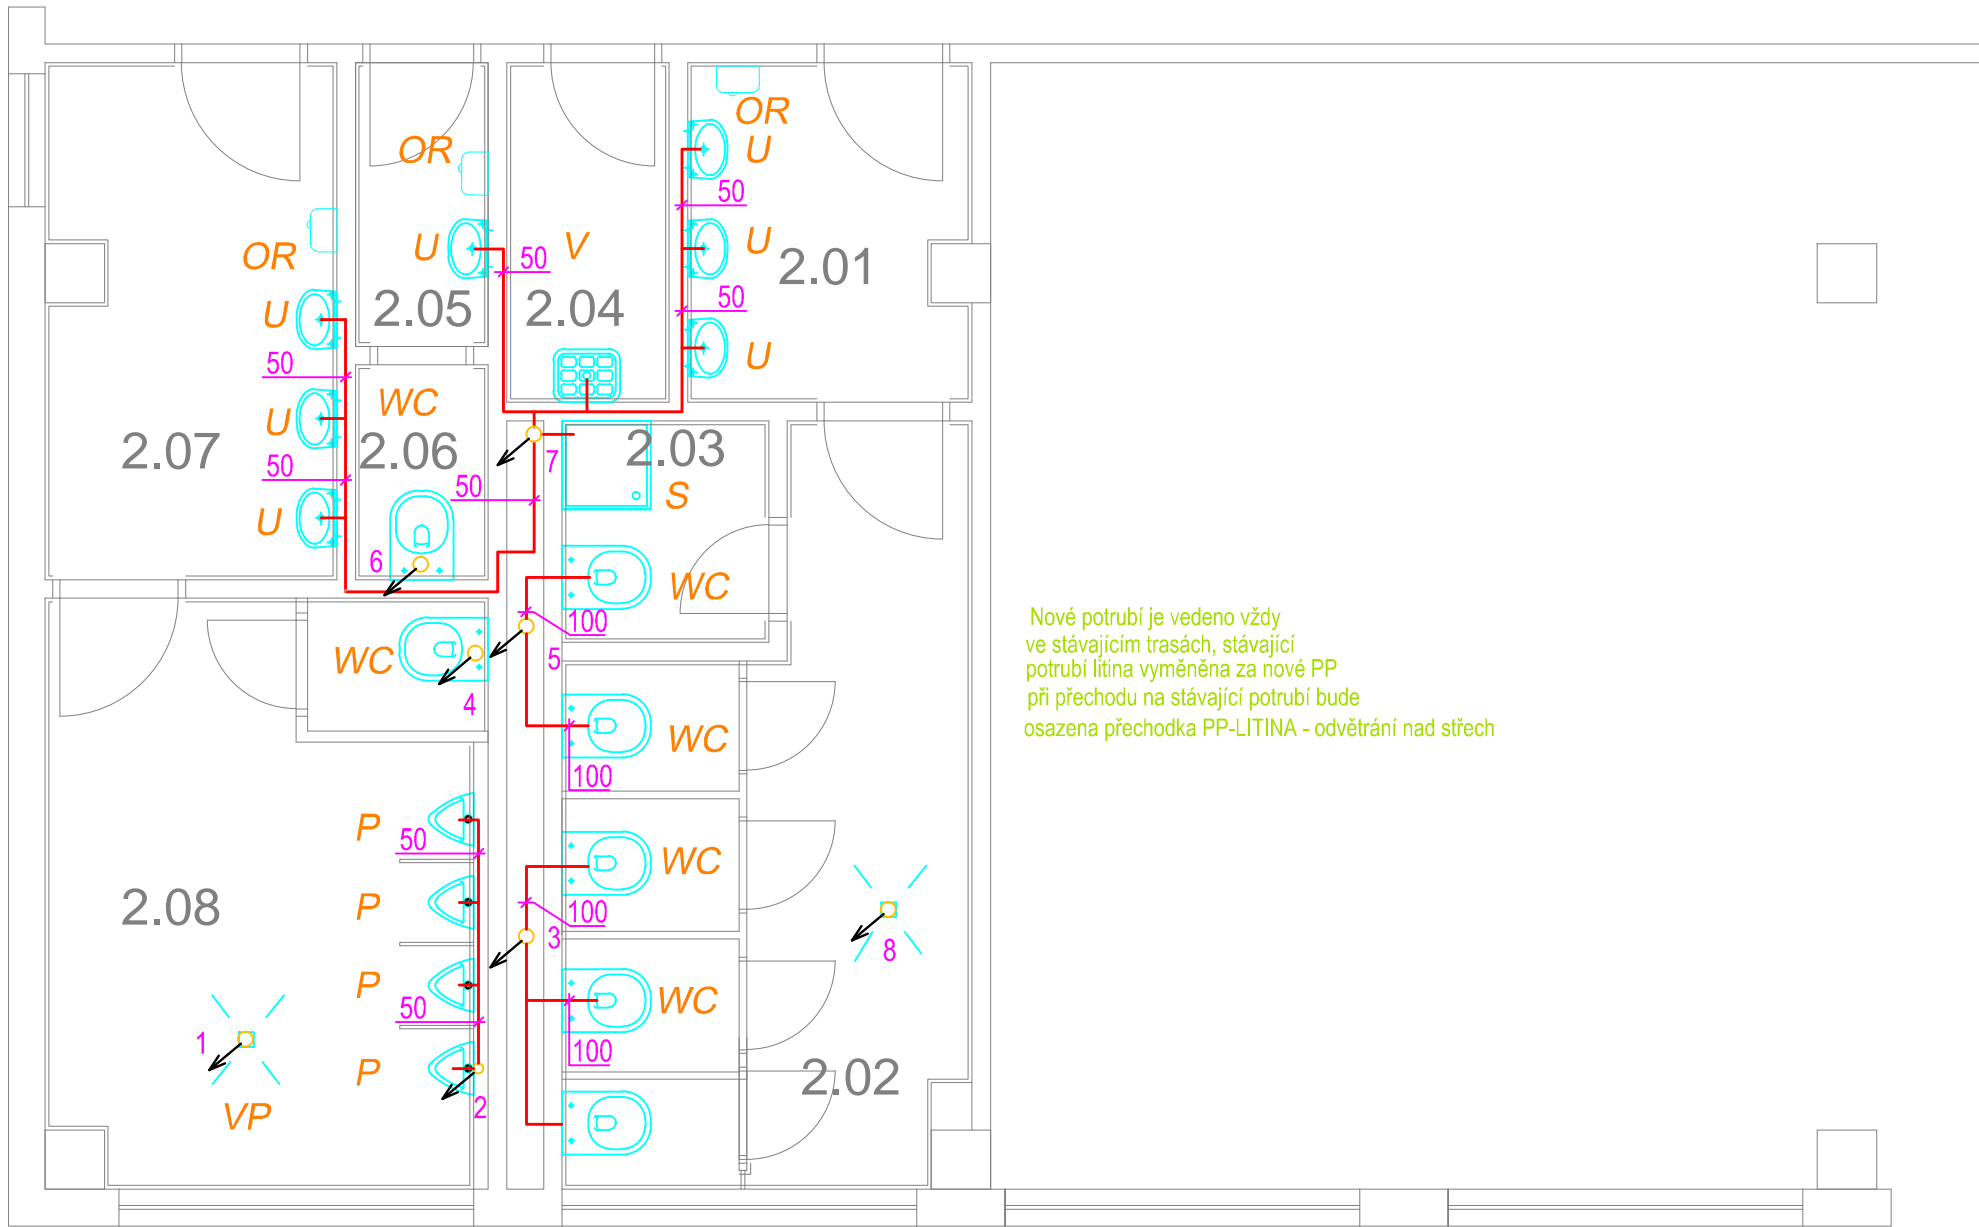 OR
U
50
OR
U
V
50
U
2.01
OR
2.05
2.04
50
U
U
50
WC
U
2.07
2.06
2.03
7
50
50
S
U
6
WC
100
5
WC
4
Nové potrubí je vedeno vždy
ve stávajícím trasách, stávající
potrubí litina vyměněna za nové PP
při přechodu na stávající potrubí bude
osazena přechodka PP-LITINA - odvětrání nad střech
WC
100
P
50
WC
2.08
P
100
3
8
P
50
WC
1
100
P
2.02
VP
2